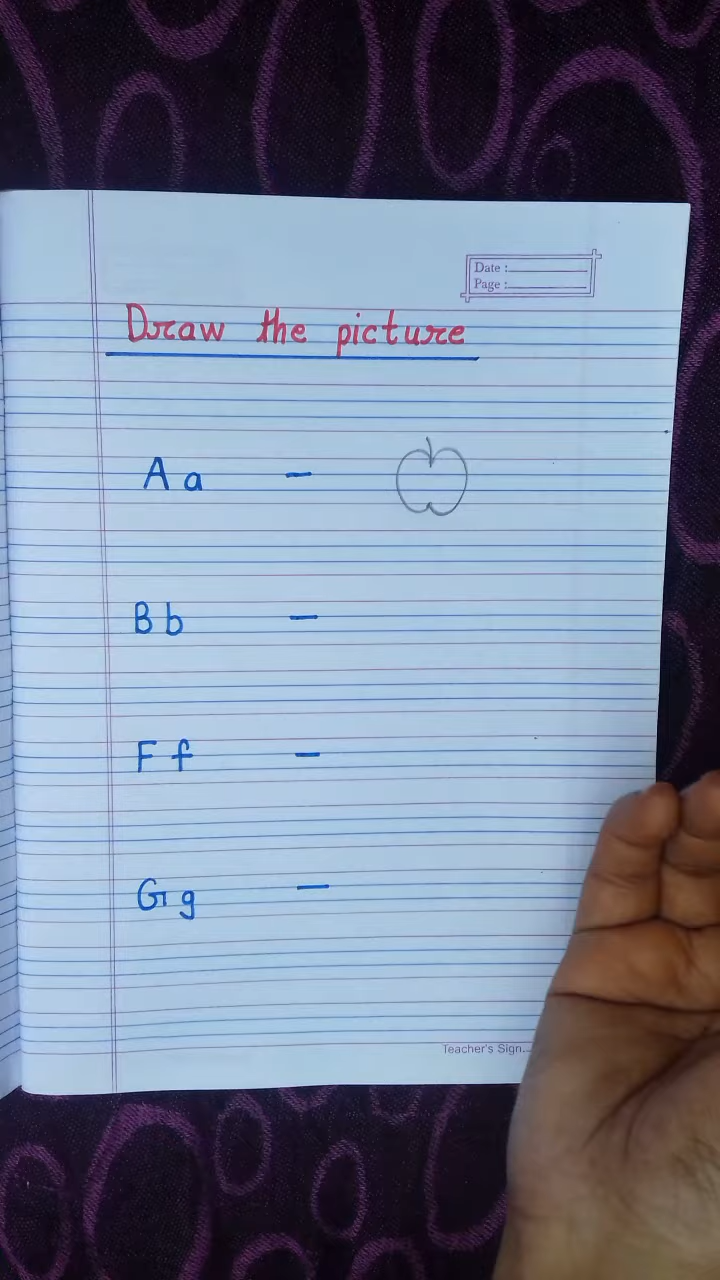 Date :
Page :
Draw the picture
A a –
B b –
F f –
G g –
Teacher's Sign...